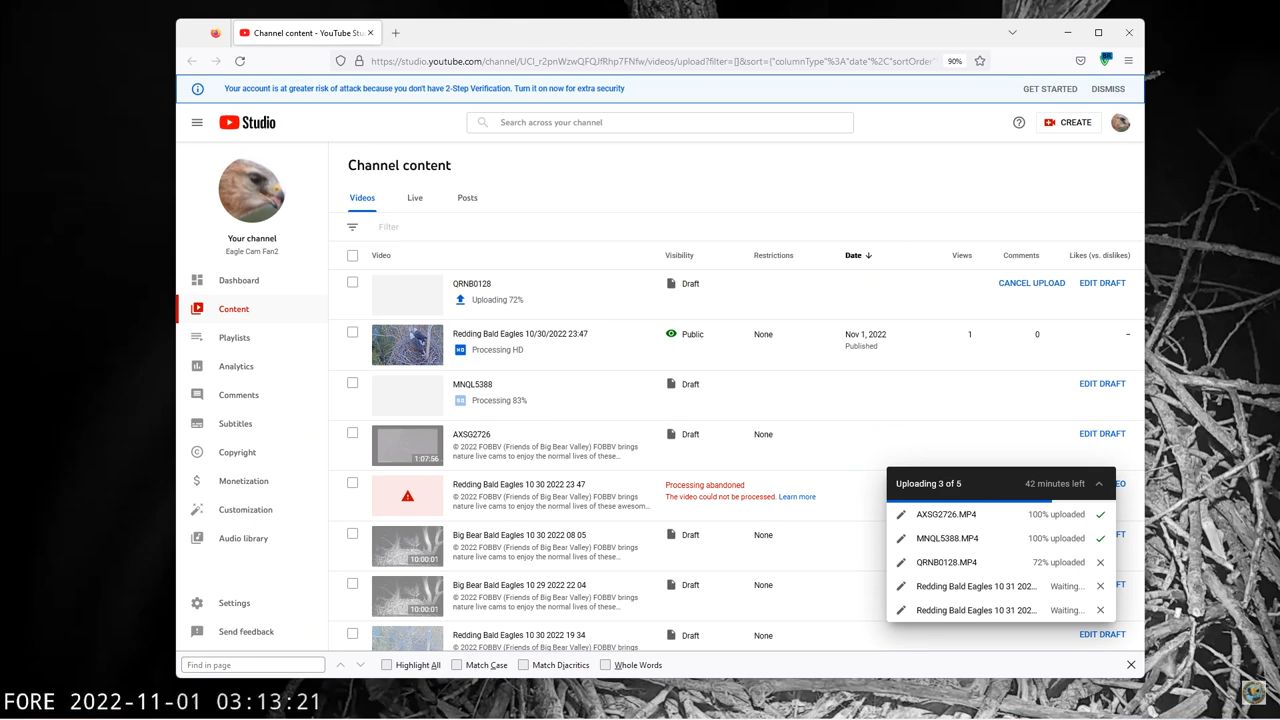 Content content - YouTube Stu
https://studio.youtube.com/channel/UCI_r2pnWzwQFQJfRhp7FNfw/videos/upload?filter=[]&sort={"columnType"%3A"date"%2C"sortOrder"
90%
Your account is at greater risk of attack because you don't have 2-Step Verification. Turn it on now for extra security
GET STARTED
DISMISS
Studio
Search across your channel
CREATE
Your channel
Eagle Cam Fan2
Dashboard
Content
Playlists
Analytics
Comments
Subtitles
Copyright
Monetization
Customization
Audio library
Settings
Send feedback
Channel content
Videos Live Posts
Filter
Video Visibility Restrictions Date Views Comments Likes (vs. dislikes)
QRNB0128 Draft CANCEL UPLOAD EDIT DRAFT
Uploading 72%
Redding Bald Eagles 10/30/2022 23:47 Public None Nov 1, 2022 1 0 –
Processing HD Published
MNQL5388 Draft EDIT DRAFT
Processing 83%
AXSG2726 Draft None EDIT DRAFT
© 2022 FOBBV (Friends of Big Bear Valley) FOBBV brings
nature live cams to enjoy the normal lives of these...
1:07:56
Redding Bald Eagles 10 30 2022 23 47 Processing abandoned EO
© 2022 FOBBV (Friends of Big Bear Valley) FOBBV brings The video could not be processed. Learn more
nature live cams to enjoy the normal lives of these awesom...
Big Bear Bald Eagles 10 30 2022 08 05 Draft None FT
© 2022 FOBBV (Friends of Big Bear Valley) FOBBV brings
nature live cams to enjoy the normal lives of these...
10:00:01
Big Bear Bald Eagles 10 29 2022 22 04 Draft None FT
© 2022 FOBBV (Friends of Big Bear Valley) FOBBV brings
nature live cams to enjoy the normal lives of these...
10:00:01
Redding Bald Eagles 10 30 2022 19 34 Draft None EDIT DRAFT
© 2022 FOBBV (Friends of Big Bear Valley) FOBBV brings
Uploading 3 of 5 42 minutes left
AXSG2726.MP4 100% uploaded
MNQL5388.MP4 100% uploaded
QRNB0128.MP4 72% uploaded
Redding Bald Eagles 10 31 202... Waiting...
Redding Bald Eagles 10 31 202... Waiting...
Find in page
Highlight All Match Case Match Diacritics Whole Words
FORE 2022-11-01 03:13:21